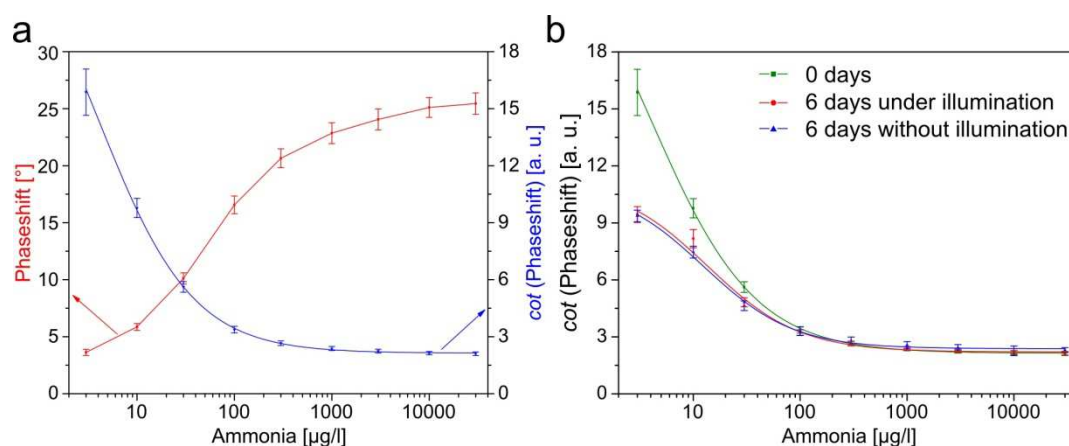 a
30
25
20
15
10
5
0
Phaseshift [°]
10
100
1000
10000
Ammonia [µg/l]
18
15
12
9
6
3
0
cot (Phaseshift) [a. u.]
b
18
15
12
9
6
3
0
cot (Phaseshift) [a. u.]
0 days
6 days under illumination
6 days without illumination
10
100
1000
10000
Ammonia [µg/l]